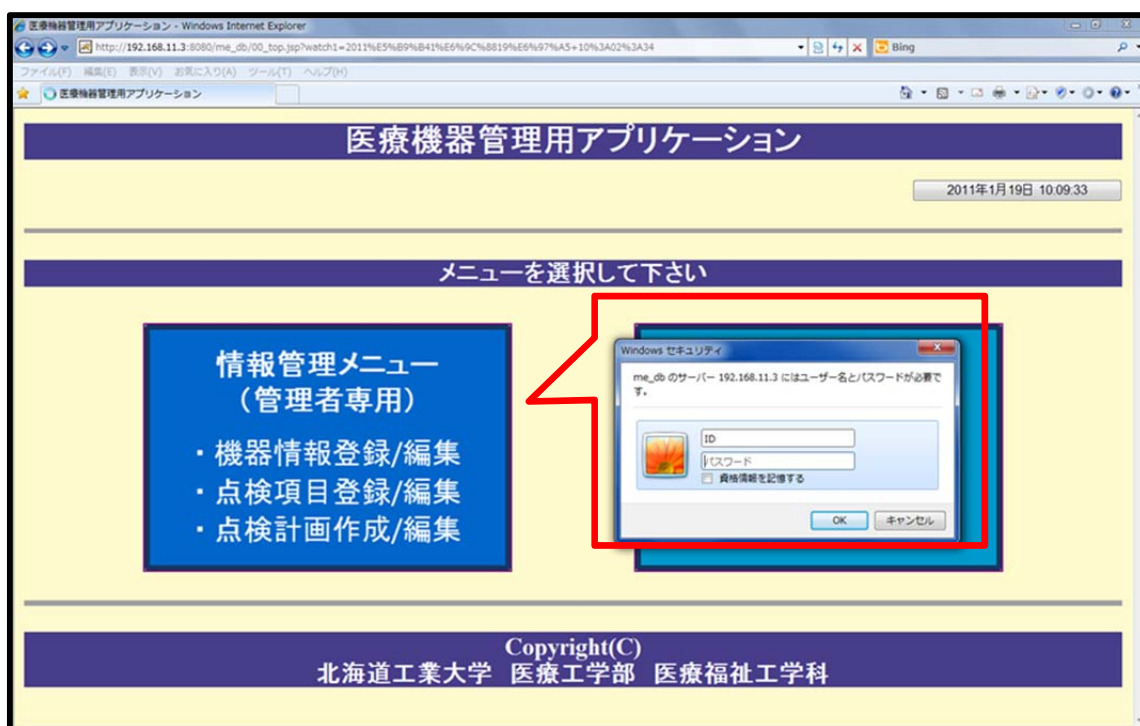 医療機器管理用アプリケーション - Windows Internet Explorer
http://192.168.11.3:8080/me_db/00_top.jsp?watch1=2011%E5%B9%B41%E6%9C%8819%E6%97%A5+10%3A02%3A34
Bing
ファイル(F) 編集(E) 表示(V) お気に入り(A) ツール(T) ヘルプ(H)
医療機器管理用アプリケーション
医療機器管理用アプリケーション
2011年1月19日 10:09:33
メニューを選択して下さい
情報管理メニュー
（管理者専用）
・機器情報登録/編集
・点検項目登録/編集
・点検計画作成/編集
Windows セキュリティ
me_db のサーバー 192.168.11.3 にはユーザー名とパスワードが必要で
す。
ID
パスワード
資格情報を記憶する
OK キャンセル
Copyright(C)
北海道工業大学 医療工学部 医療福祉工学科